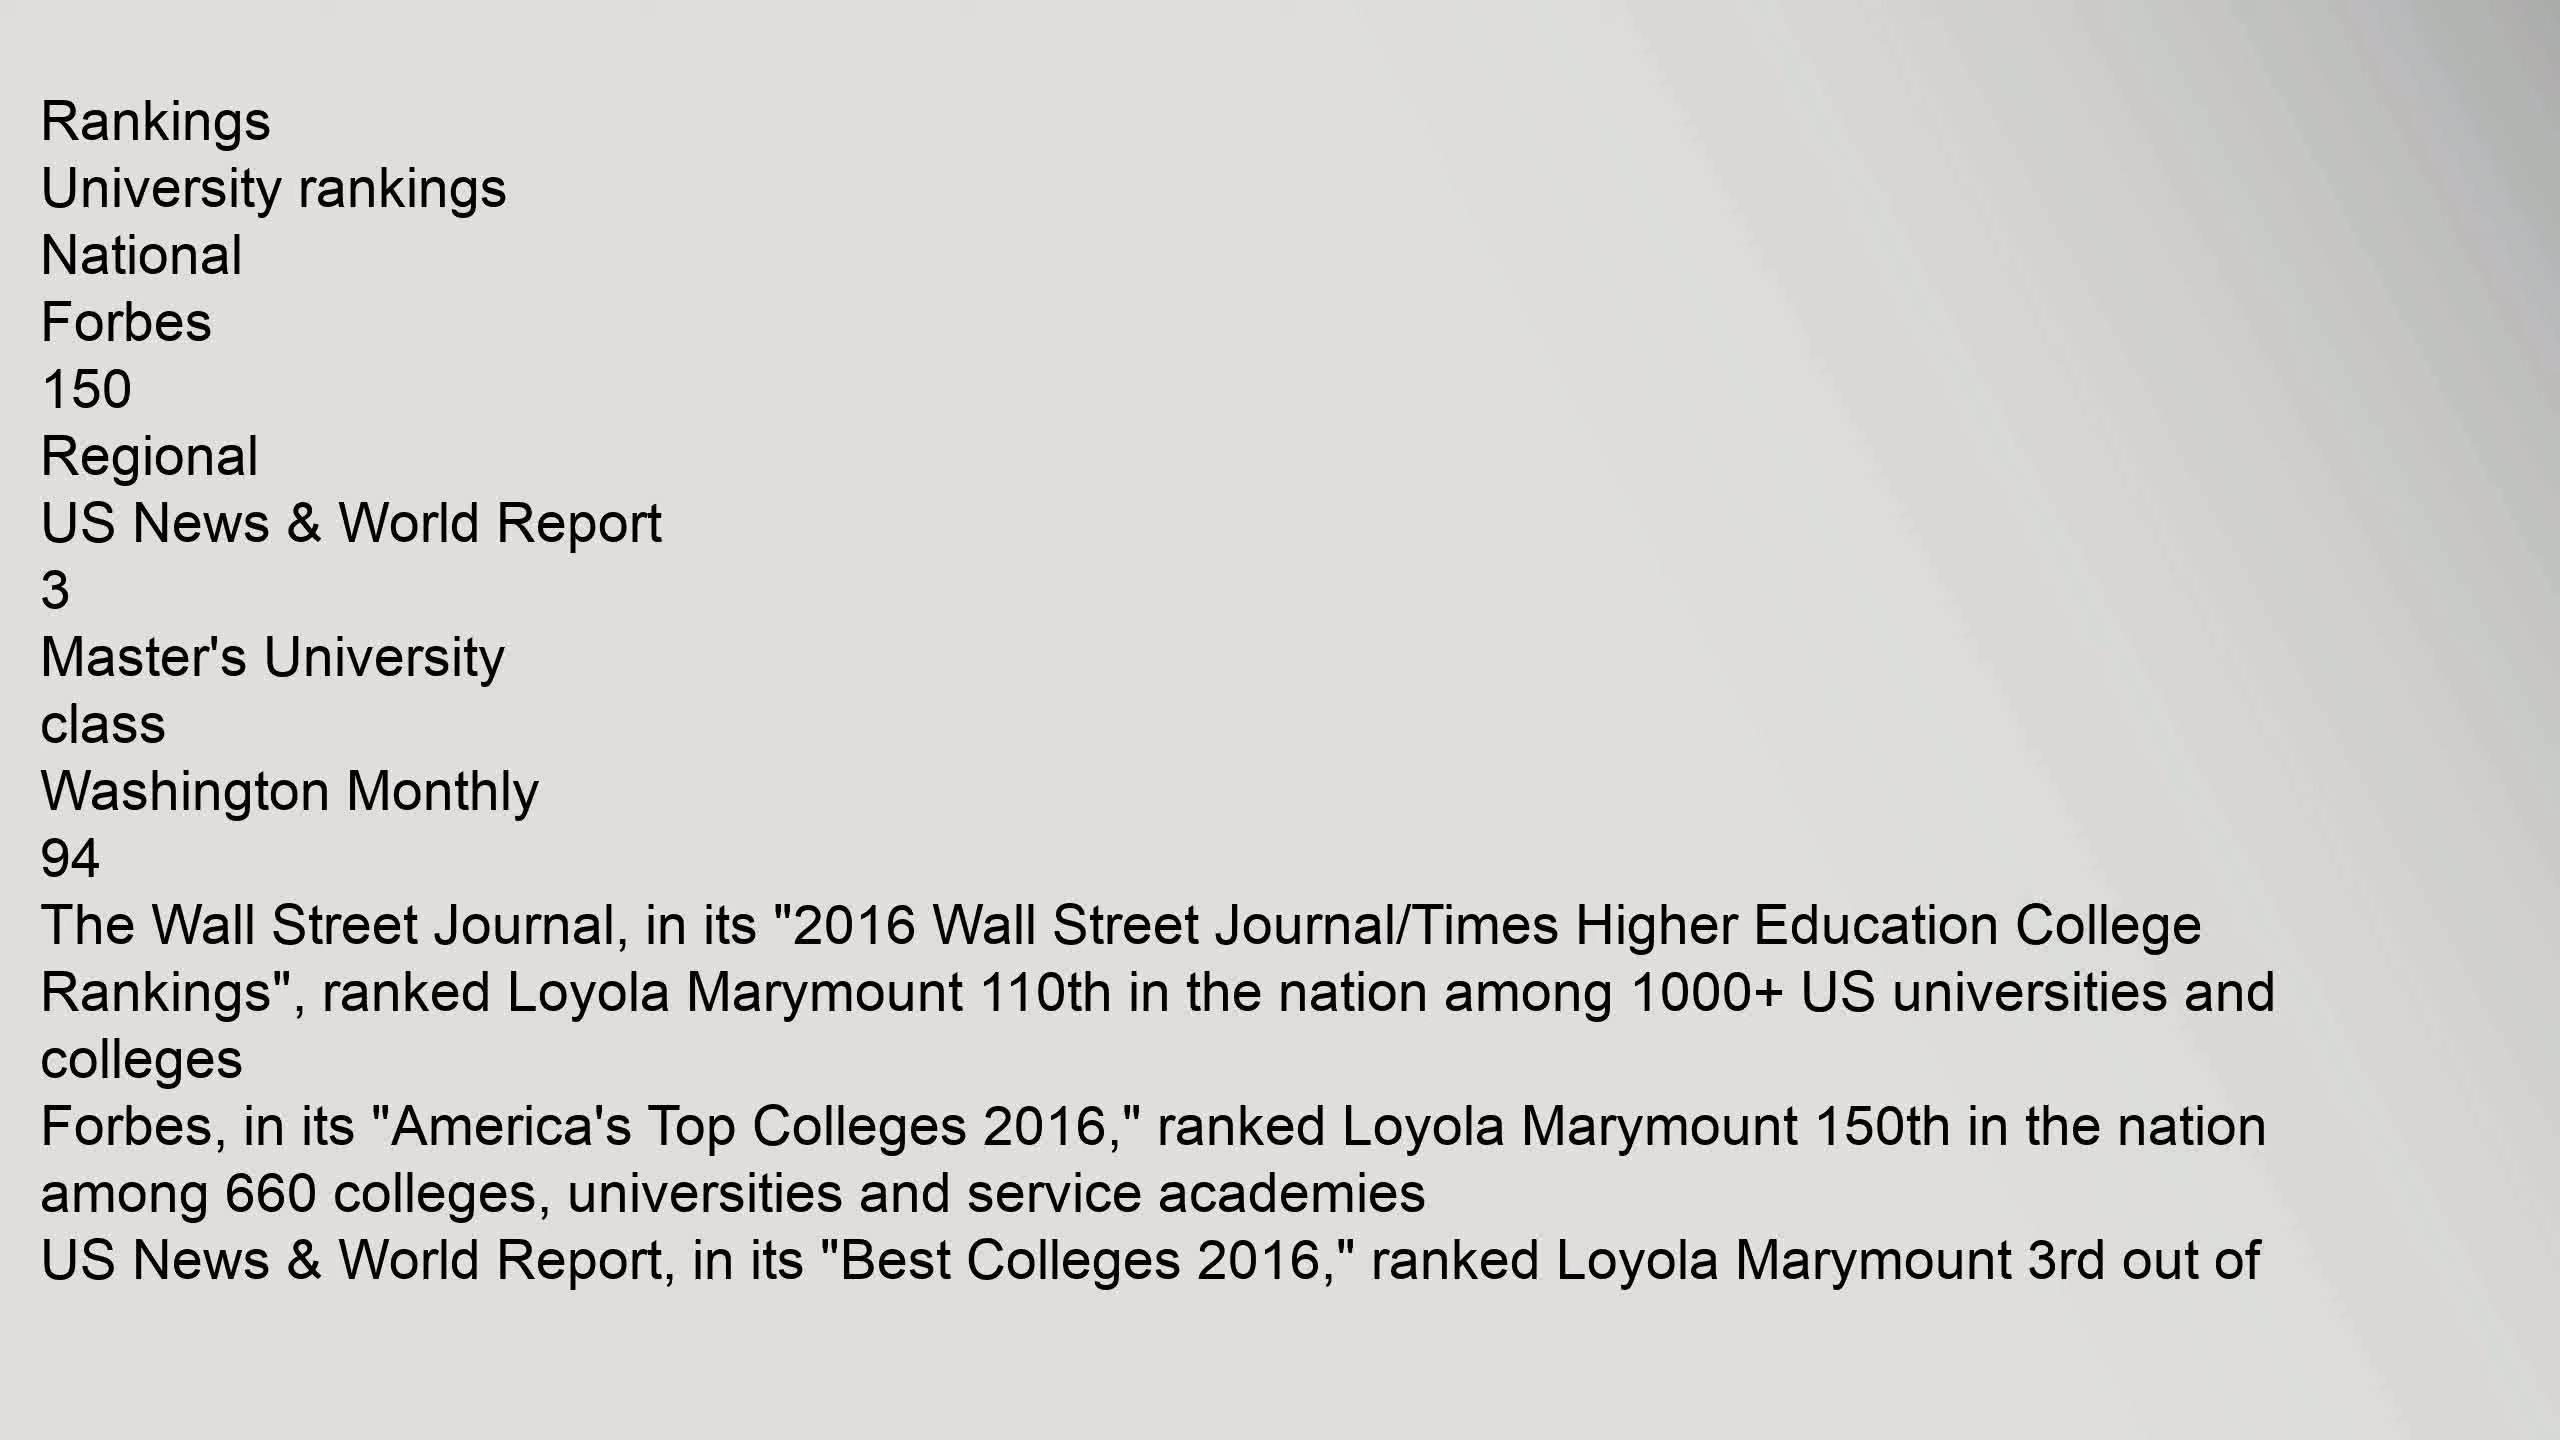 Rankings
University rankings
National
Forbes
150
Regional
US News & World Report
3
Master's University
class
Washington Monthly
94
The Wall Street Journal, in its "2016 Wall Street Journal/Times Higher Education College
Rankings", ranked Loyola Marymount 110th in the nation among 1000+ US universities and
colleges
Forbes, in its "America's Top Colleges 2016," ranked Loyola Marymount 150th in the nation
among 660 colleges, universities and service academies
US News & World Report, in its "Best Colleges 2016," ranked Loyola Marymount 3rd out of